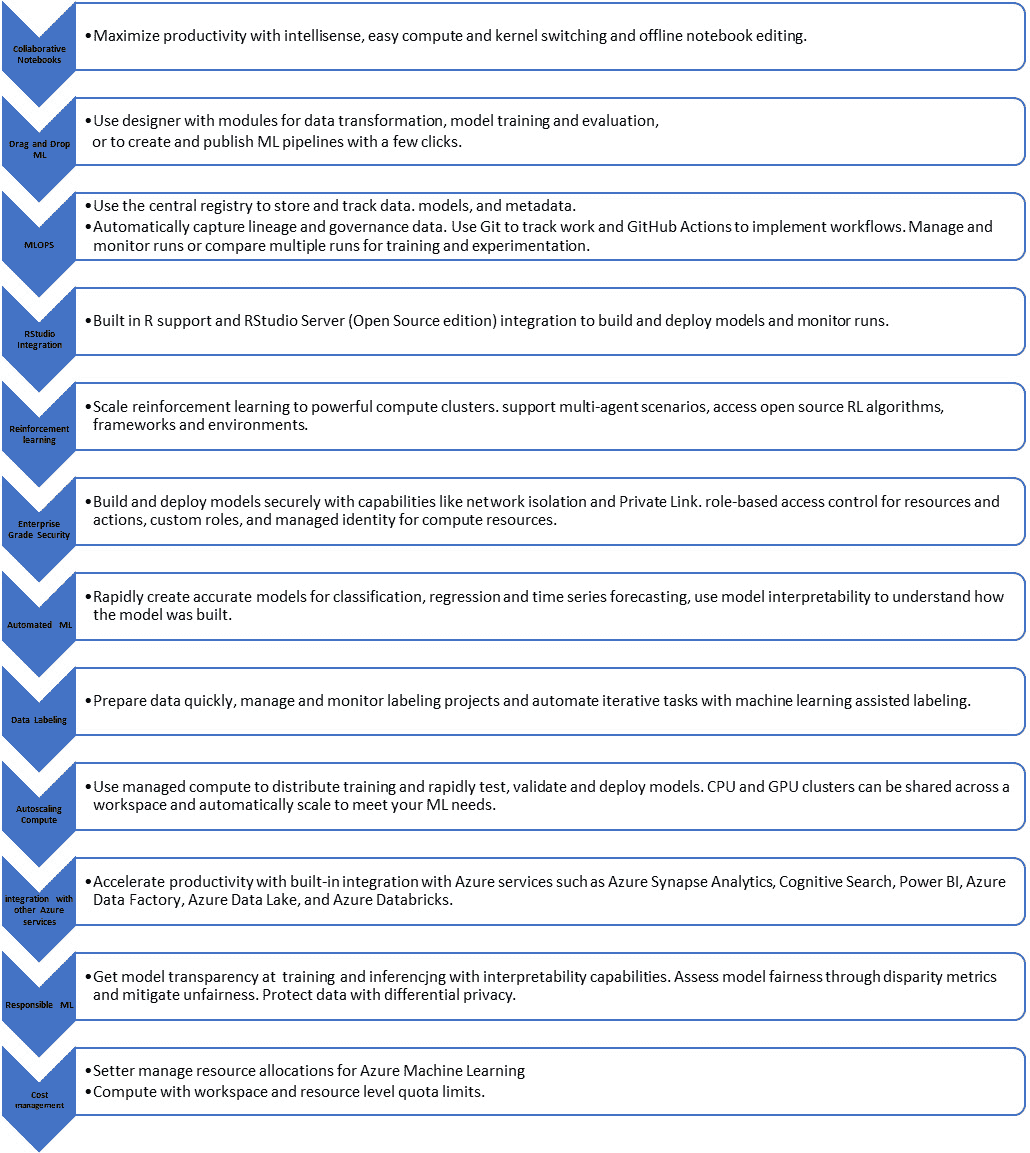 Collaborative
Notebooks
•Maximize productivity with intellisense, easy compute and kernel switching and offline notebook editing.
Drag and Drop
ML
•Use designer with modules for data transformation, model training and evaluation,
or to create and publish ML pipelines with a few clicks.
MLOPS
•Use the central registry to store and track data. models, and metadata.
•Automatically capture lineage and governance data. Use Git to track work and GitHub Actions to implement workflows. Manage and
monitor runs or compare multiple runs for training and experimentation.
RStudio
Integration
•Built in R support and RStudio Server (Open Source edition) integration to build and deploy models and monitor runs.
Reinforcement
learning
•Scale reinforcement learning to powerful compute clusters. support multi-agent scenarios, access open source RL algorithms,
frameworks and environments.
Enterprise
Grade Security
•Build and deploy models securely with capabilities like network isolation and Private Link. role-based access control for resources and
actions, custom roles, and managed identity for compute resources.
Automated ML
•Rapidly create accurate models for classification, regression and time series forecasting, use model interpretability to understand how
the model was built.
Data Labeling
•Prepare data quickly, manage and monitor labeling projects and automate iterative tasks with machine learning assisted labeling.
Autoscaling
Compute
•Use managed compute to distribute training and rapidly test, validate and deploy models. CPU and GPU clusters can be shared across a
workspace and automatically scale to meet your ML needs.
integration with
other Azure
services
•Accelerate productivity with built-in integration with Azure services such as Azure Synapse Analytics, Cognitive Search, Power BI, Azure
Data Factory, Azure Data Lake, and Azure Databricks.
Responsible ML
•Get model transparency at training and inferencjng with interpretability capabilities. Assess model fairness through disparity metrics
and mitigate unfairness. Protect data with differential privacy.
Cost
management
•Setter manage resource allocations for Azure Machine Learning
•Compute with workspace and resource level quota limits.